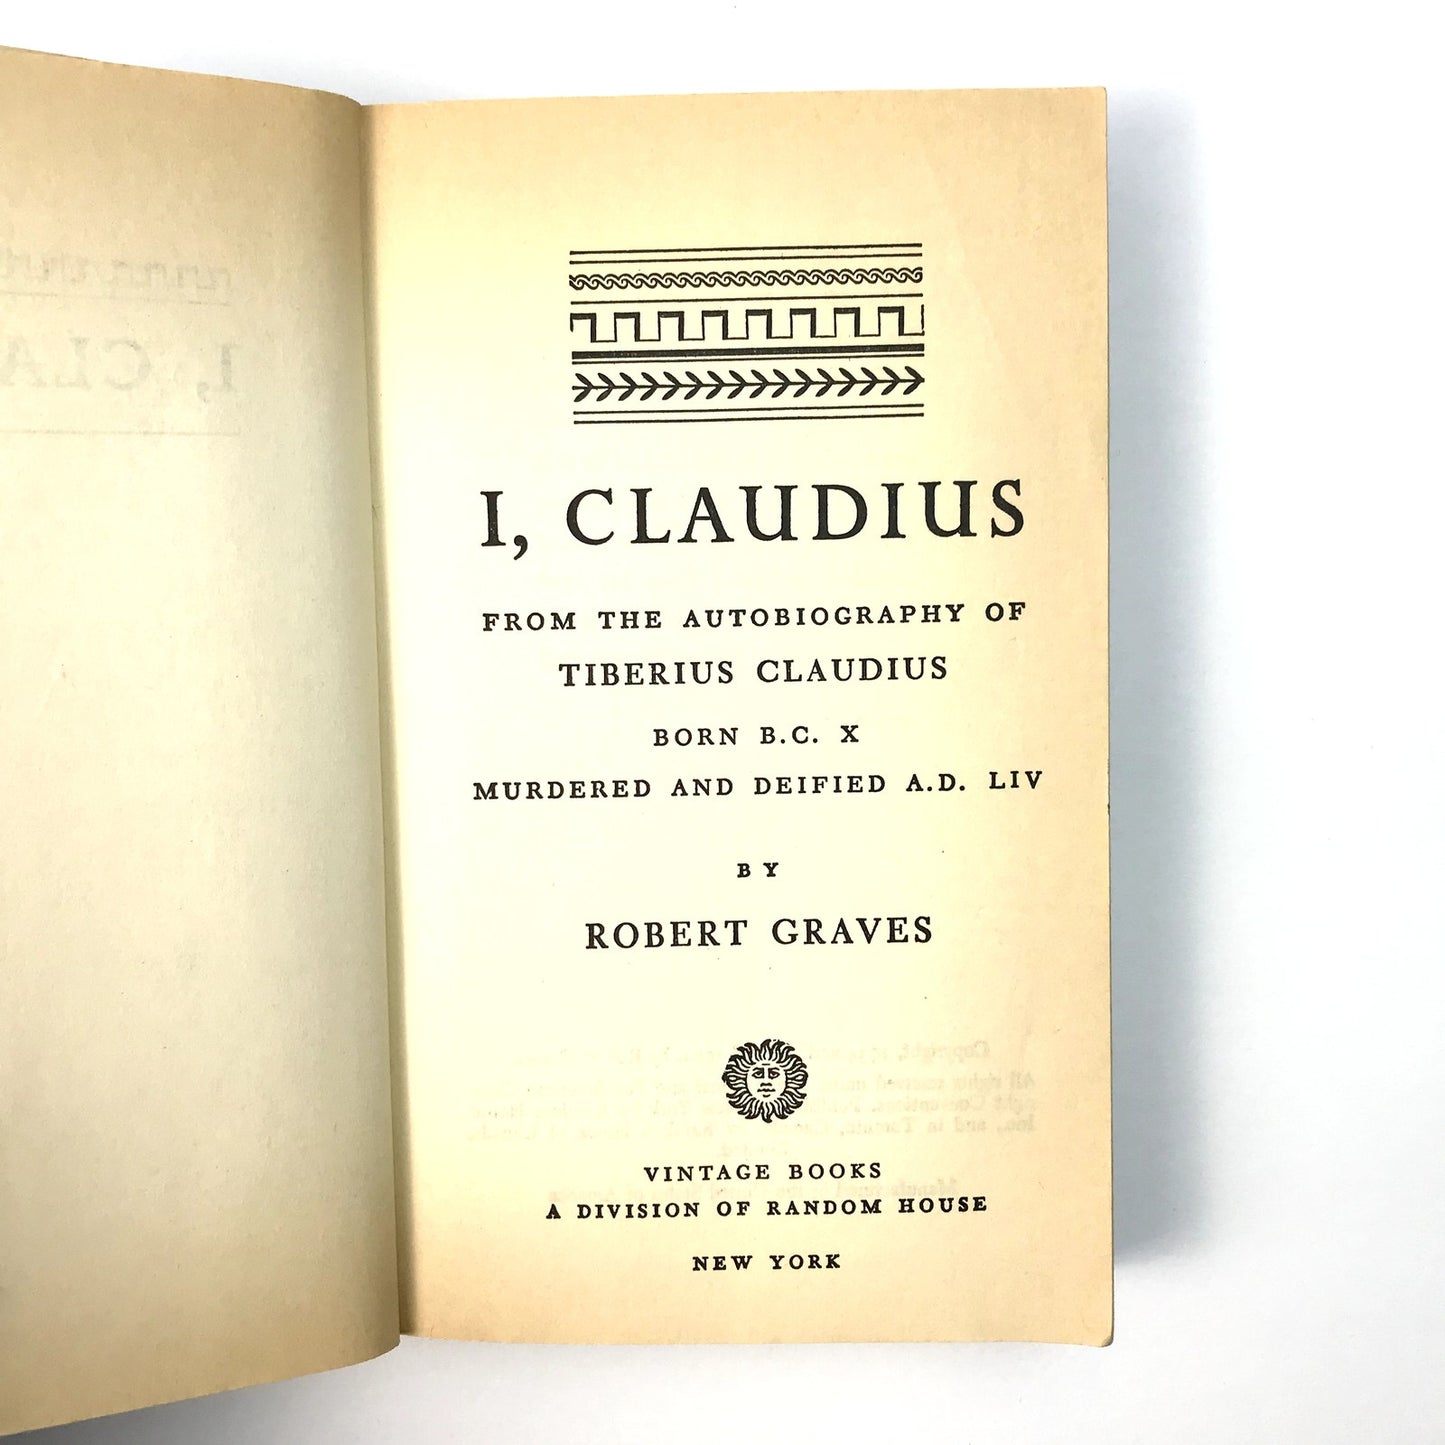 I, CLAUDIUS
FROM THE AUTOBIOGRAPHY OF
TIBERIUS CLAUDIUS
BORN B.C. X
MURDERED AND DEIFIED A.D. LIV
BY
ROBERT GRAVES
VINTAGE BOOKS
A DIVISION OF RANDOM HOUSE
NEW YORK